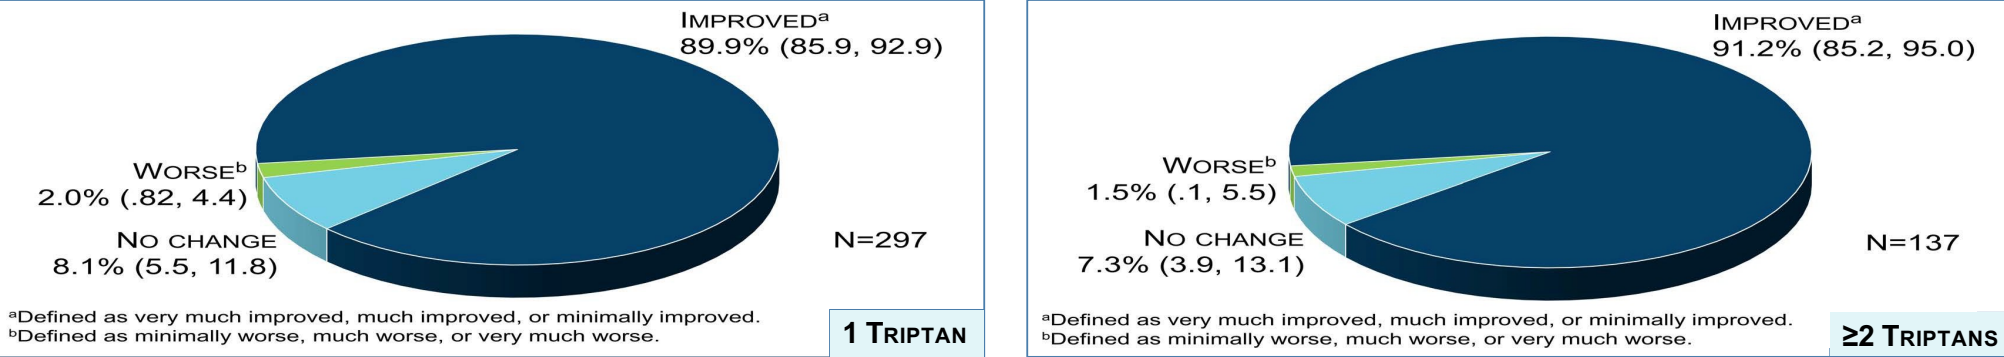 IMPROVEDᵃ
89.9% (85.9, 92.9)
WORSEᵇ
2.0% (.82, 4.4)
NO CHANGE
8.1% (5.5, 11.8)
N=297
ᵃDefined as very much improved, much improved, or minimally improved.
ᵇDefined as minimally worse, much worse, or very much worse.
1 TRIPTAN
IMPROVEDᵃ
91.2% (85.2, 95.0)
WORSEᵇ
1.5% (.1, 5.5)
NO CHANGE
7.3% (3.9, 13.1)
N=137
ᵃDefined as very much improved, much improved, or minimally improved.
ᵇDefined as minimally worse, much worse, or very much worse.
≥2 TRIPTANS